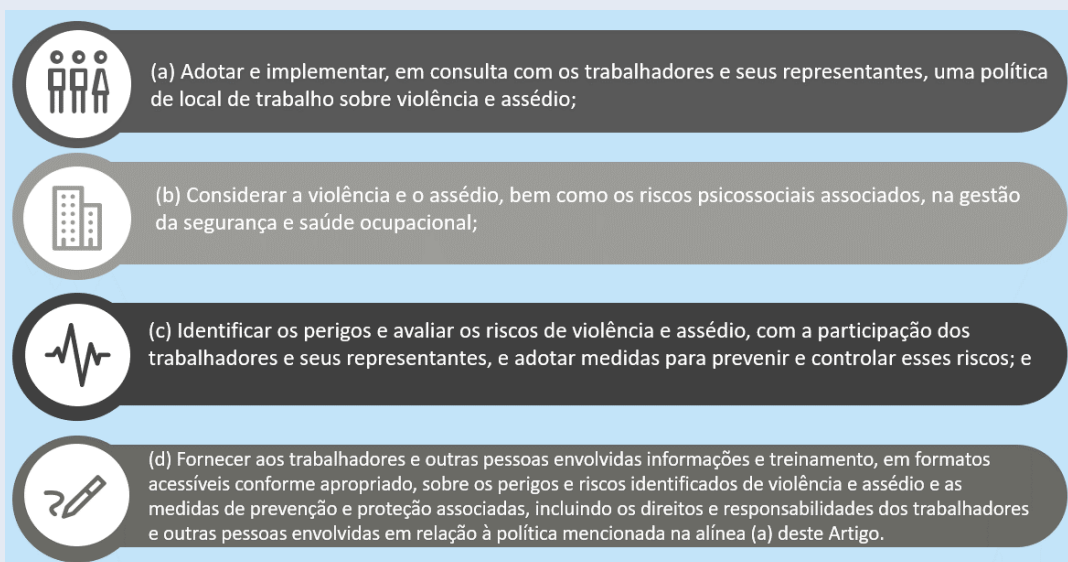 (a) Adotar e implementar, em consulta com os trabalhadores e seus representantes, uma política
de local de trabalho sobre violência e assédio;
(b) Considerar a violência e o assédio, bem como os riscos psicossociais associados, na gestão
da segurança e saúde ocupacional;
(c) Identificar os perigos e avaliar os riscos de violência e assédio, com a participação dos
trabalhadores e seus representantes, e adotar medidas para prevenir e controlar esses riscos; e
(d) Fornecer aos trabalhadores e outras pessoas envolvidas informações e treinamento, em formatos
acessíveis conforme apropriado, sobre os perigos e riscos identificados de violência e assédio e as
medidas de prevenção e proteção associadas, incluindo os direitos e responsabilidades dos trabalhadores
e outras pessoas envolvidas em relação à política mencionada na alínea (a) deste Artigo.